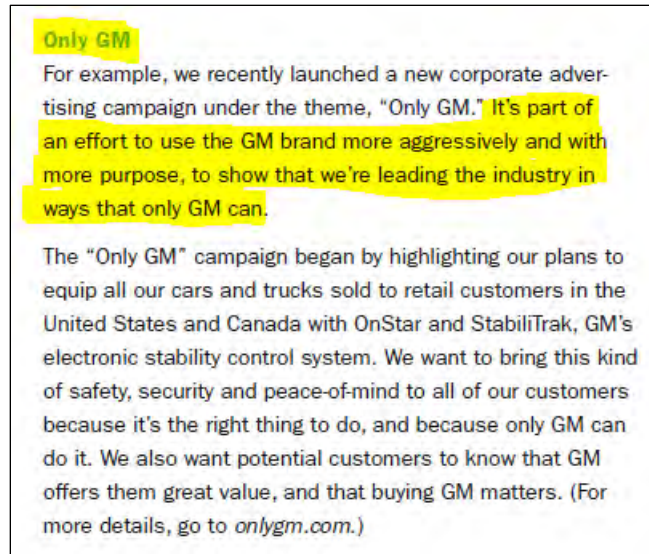 Only GM
For example, we recently launched a new corporate adver-
tising campaign under the theme, “Only GM.” It’s part of
an effort to use the GM brand more aggressively and with
more purpose, to show that we’re leading the industry in
ways that only GM can.
The “Only GM” campaign began by highlighting our plans to
equip all our cars and trucks sold to retail customers in the
United States and Canada with OnStar and StabiliTrak, GM’s
electronic stability control system. We want to bring this kind
of safety, security and peace-of-mind to all of our customers
because it’s the right thing to do, and because only GM can
do it. We also want potential customers to know that GM
offers them great value, and that buying GM matters. (For
more details, go to onlygm.com.)